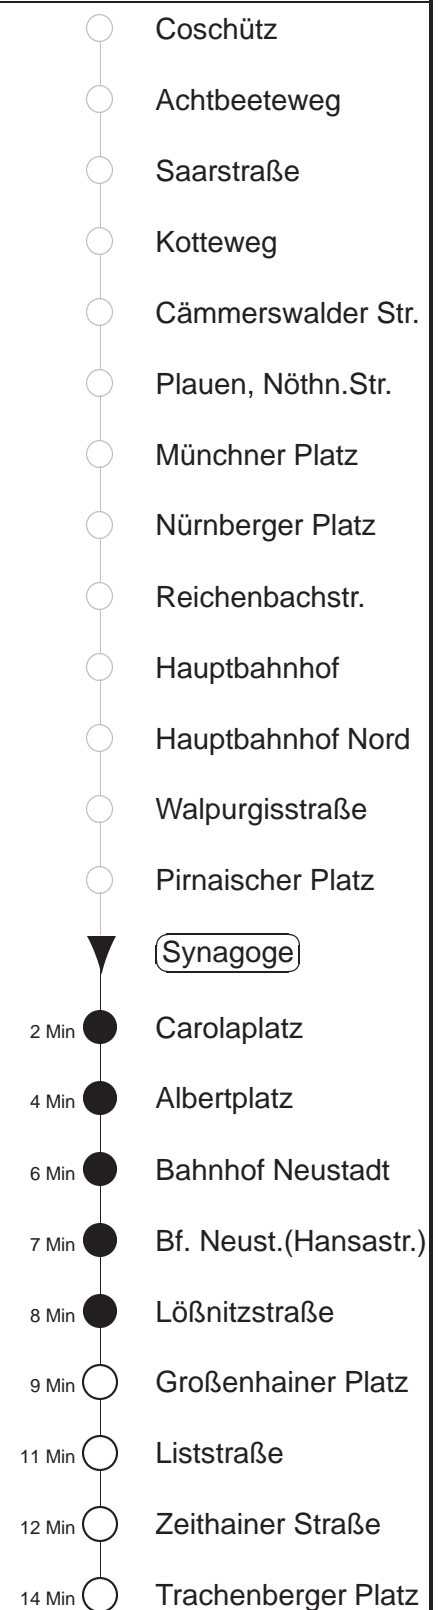 Coschütz
Achtbeeteweg
Saarstraße
Kotteweg
Cämmerswalder Str.
Plauen, Nöthn.Str.
Münchner Platz
Nürnberger Platz
Reichenbachstr.
Hauptbahnhof
Hauptbahnhof Nord
Walpurgisstraße
Pirnaischer Platz
Synagoge
2 Min Carolaplatz
4 Min Albertplatz
6 Min Bahnhof Neustadt
7 Min Bf. Neust.(Hansastr.)
8 Min Lößnitzstraße
9 Min Großenhainer Platz
11 Min Liststraße
12 Min Zeithainer Straße
14 Min Trachenberger Platz